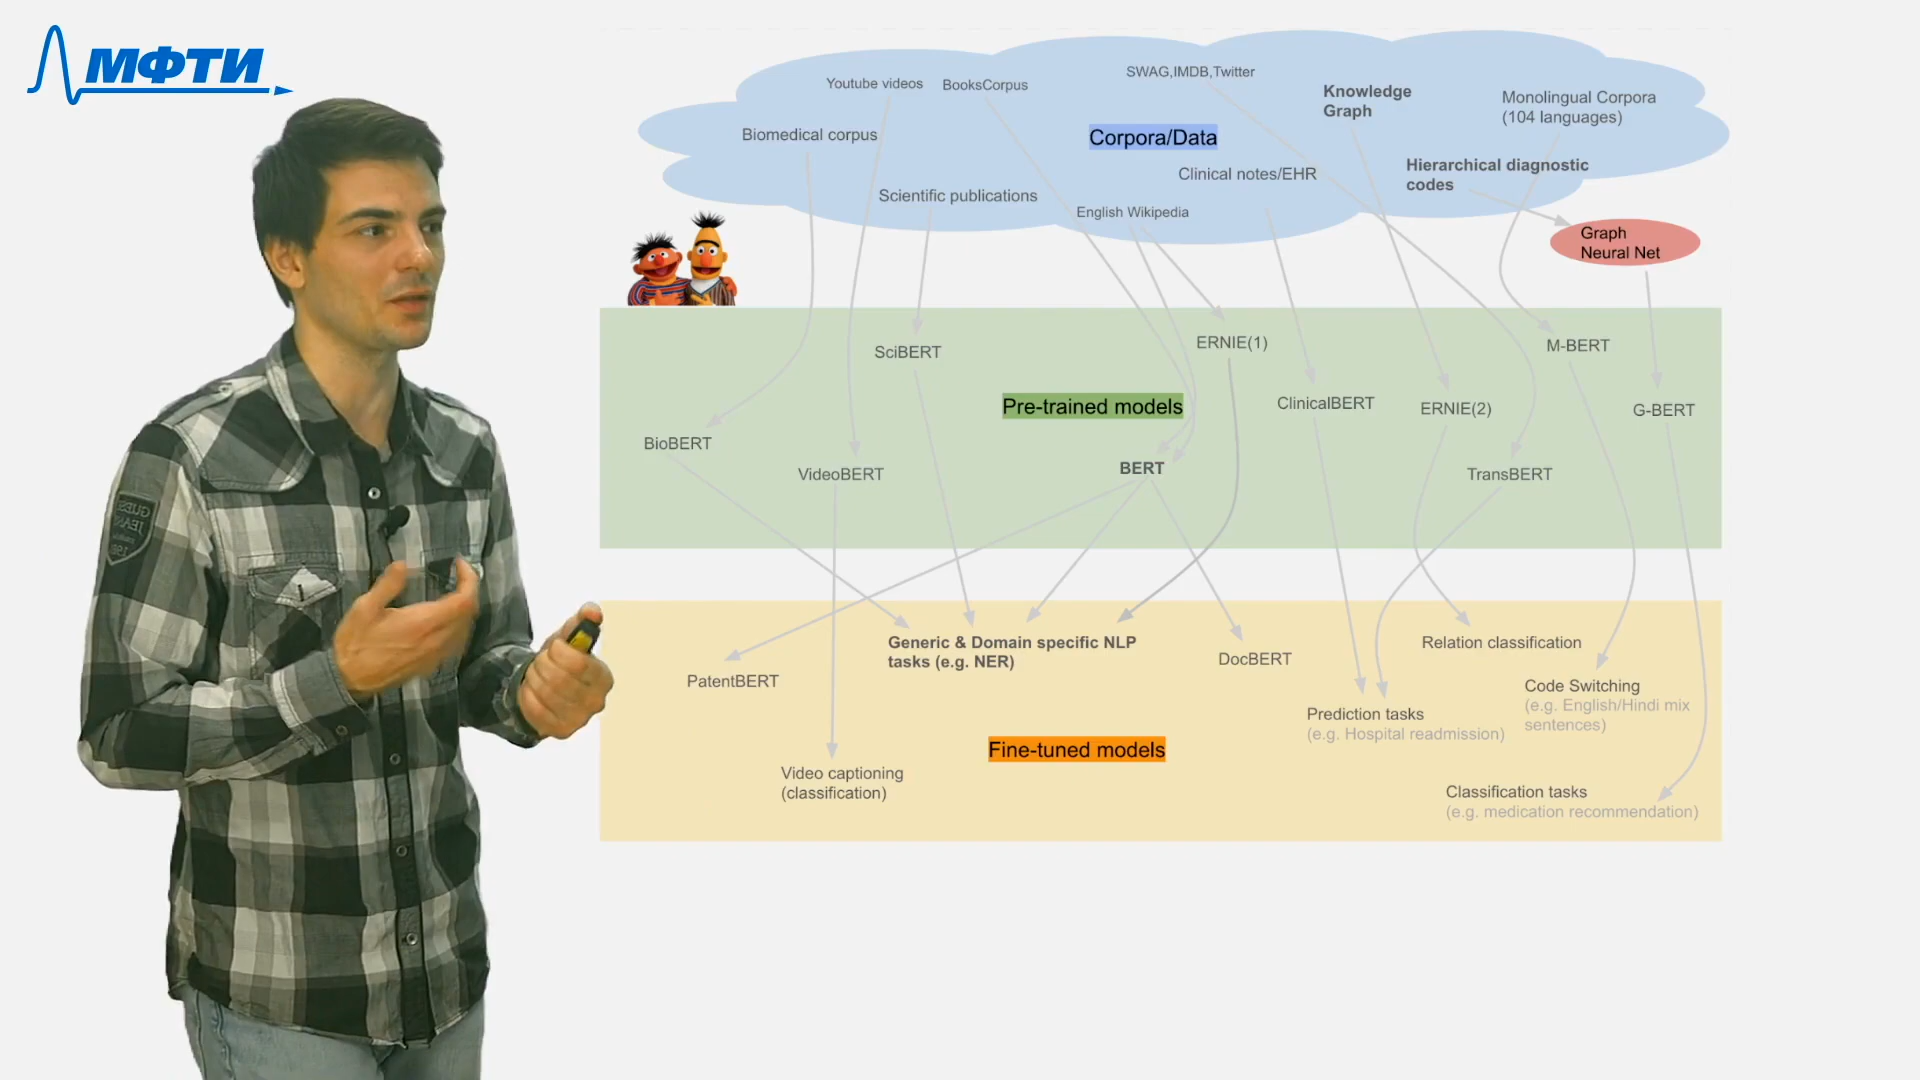 МФТИ
Youtube videos
BooksCorpus
SWAG,IMDB,Twitter
Knowledge
Graph
Monolingual Corpora
(104 languages)
Biomedical corpus
Corpora/Data
Hierarchical diagnostic
codes
Clinical notes/EHR
Scientific publications
English Wikipedia
Graph
Neural Net
SciBERT
ERNIE(1)
M-BERT
Pre-trained models
ClinicalBERT
ERNIE(2)
G-BERT
BioBERT
VideoBERT
BERT
TransBERT
Generic & Domain specific NLP
tasks (e.g. NER)
DocBERT
Relation classification
PatentBERT
Code Switching
(e.g. English/Hindi mix
sentences)
Prediction tasks
(e.g. Hospital readmission)
Fine-tuned models
Video captioning
(classification)
Classification tasks
(e.g. medication recommendation)